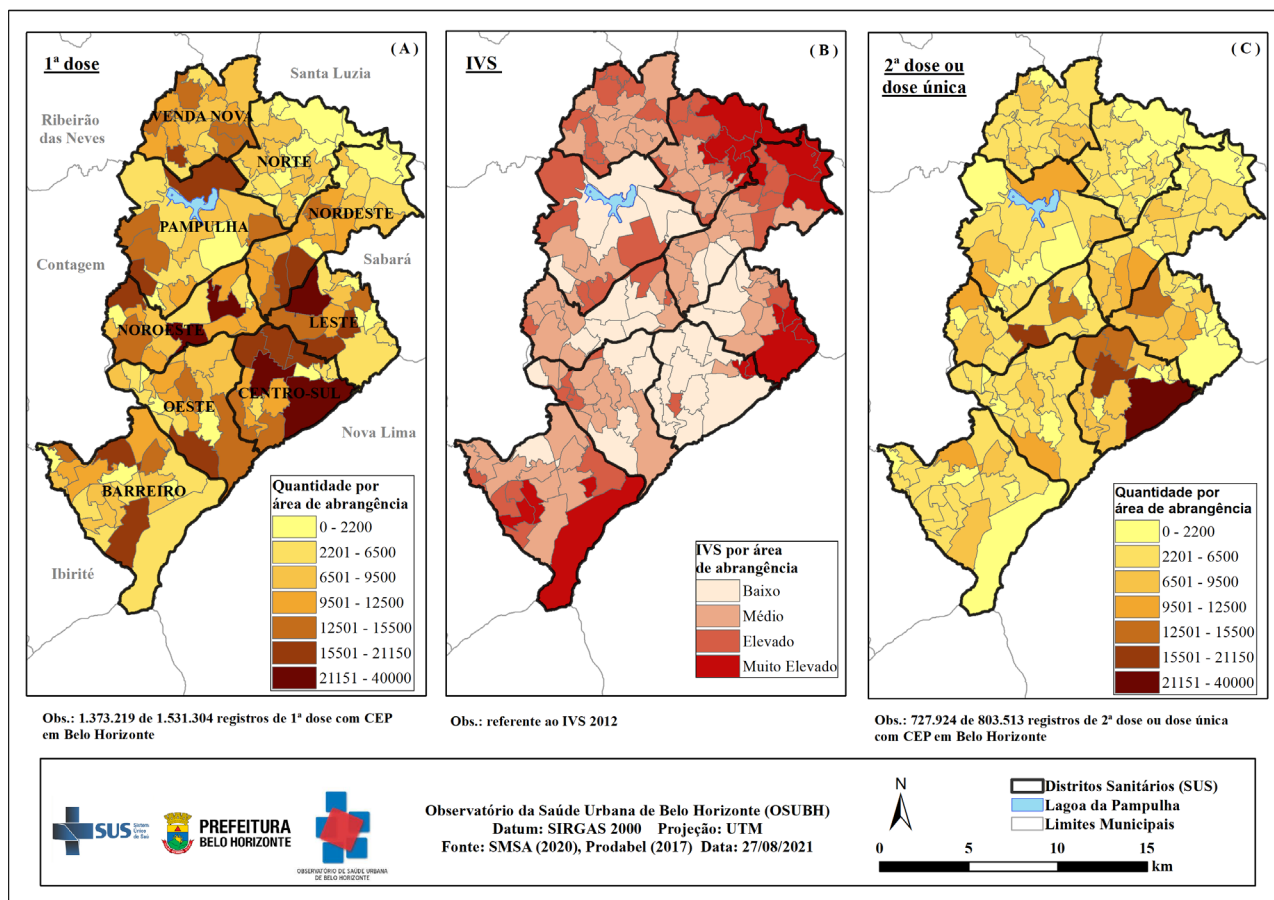 1ª dose
( A )
Santa Luzia
Ribeirão
das Neves
VENDA NOVA
NORTE
NORDESTE
PAMPULHA
Contagem
Sabará
NOROESTE
LESTE
CENTRO-SUL
OESTE
Nova Lima
BARREIRO
Ibirité
Quantidade por
área de abrangência
0 - 2200
2201 - 6500
6501 - 9500
9501 - 12500
12501 - 15500
15501 - 21150
21151 - 40000
Obs.: 1.373.219 de 1.531.304 registros de 1ª dose com CEP
em Belo Horizonte
IVS
( B )
IVS por área
de abrangência
Baixo
Médio
Elevado
Muito Elevado
Obs.: referente ao IVS 2012
2ª dose ou
dose única
( C )
Quantidade por
área de abrangência
0 - 2200
2201 - 6500
6501 - 9500
9501 - 12500
12501 - 15500
15501 - 21150
21151 - 40000
Obs.: 727.924 de 803.513 registros de 2ª dose ou dose única
com CEP em Belo Horizonte
SUS
Sistema
Único
de Saúde
PREFEITURA
BELO HORIZONTE
OBSERVATÓRIO DE SAÚDE URBANA
DE BELO HORIZONTE
Observatório da Saúde Urbana de Belo Horizonte (OSUBH)
Datum: SIRGAS 2000 Projeção: UTM
Fonte: SMSA (2020), Prodabel (2017) Data: 27/08/2021
N
Distritos Sanitários (SUS)
Lagoa da Pampulha
Limites Municipais
0 5 10 15
km